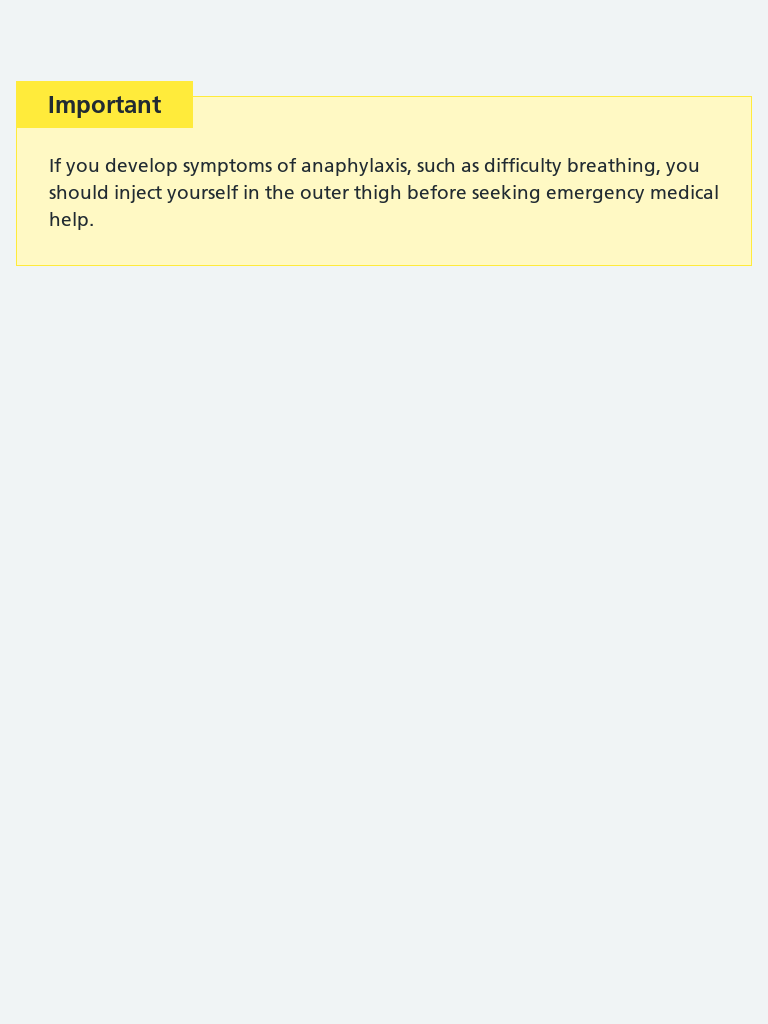 Important
If you develop symptoms of anaphylaxis, such as difficulty breathing, you
should inject yourself in the outer thigh before seeking emergency medical
help.